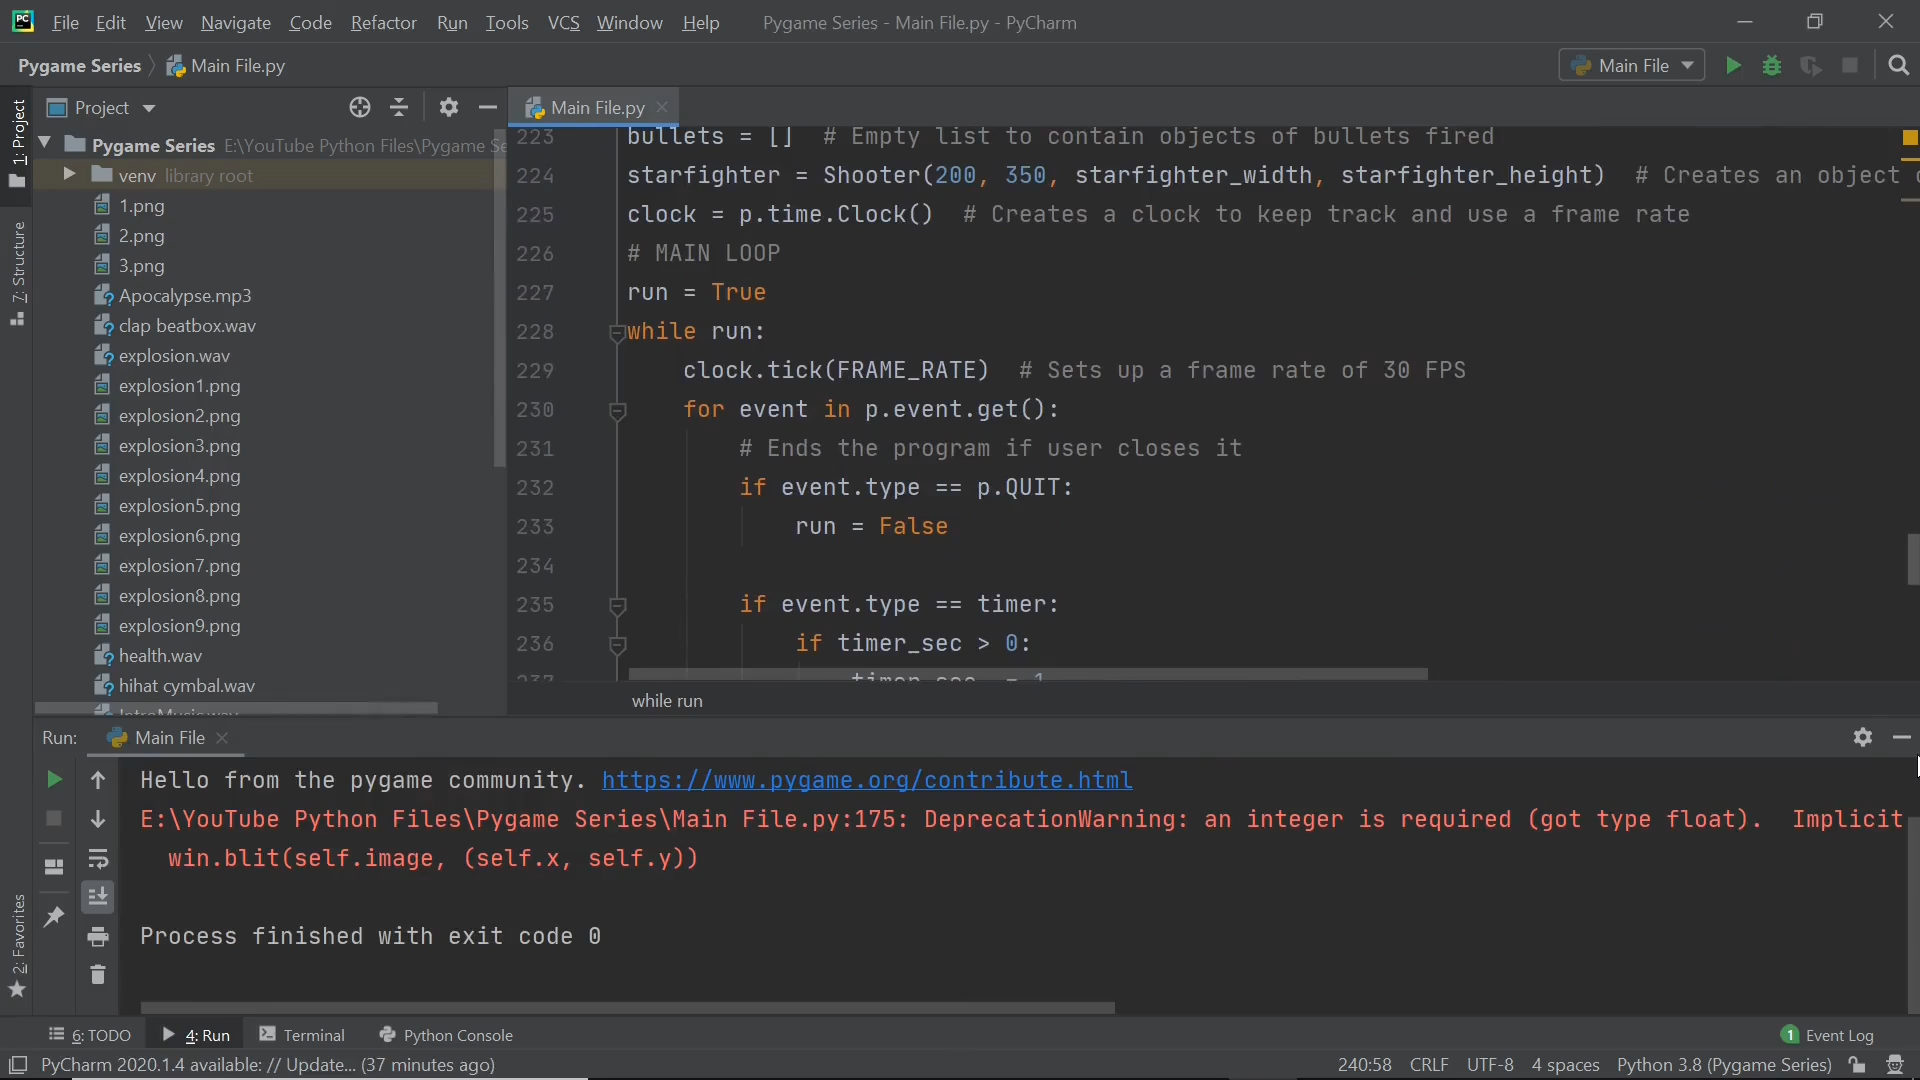 File Edit View Navigate Code Refactor Run Tools VCS Window Help Pygame Series - Main File.py - PyCharm
Pygame Series Main File.py Main File
1: Project
7: Structure
2: Favorites
Project
Pygame Series E:\YouTube Python Files\Pygame Se
venv library root
1.png
2.png
3.png
Apocalypse.mp3
clap beatbox.wav
explosion.wav
explosion1.png
explosion2.png
explosion3.png
explosion4.png
explosion5.png
explosion6.png
explosion7.png
explosion8.png
explosion9.png
health.wav
hihat cymbal.wav
Main File.py
223 bullets = [] # Empty list to contain objects of bullets fired
224 starfighter = Shooter(200, 350, starfighter_width, starfighter_height) # Creates an object
225 clock = p.time.Clock() # Creates a clock to keep track and use a frame rate
226 # MAIN LOOP
227 run = True
228 while run:
229 clock.tick(FRAME_RATE) # Sets up a frame rate of 30 FPS
230 for event in p.event.get():
231 # Ends the program if user closes it
232 if event.type == p.QUIT:
233 run = False
234
235 if event.type == timer:
236 if timer_sec > 0:
while run
Run: Main File
Hello from the pygame community. https://www.pygame.org/contribute.html
E:\YouTube Python Files\Pygame Series\Main File.py:175: DeprecationWarning: an integer is required (got type float). Implicit
win.blit(self.image, (self.x, self.y))
Process finished with exit code 0
6: TODO 4: Run Terminal Python Console 1 Event Log
PyCharm 2020.1.4 available: // Update... (37 minutes ago) 240:58 CRLF UTF-8 4 spaces Python 3.8 (Pygame Series)